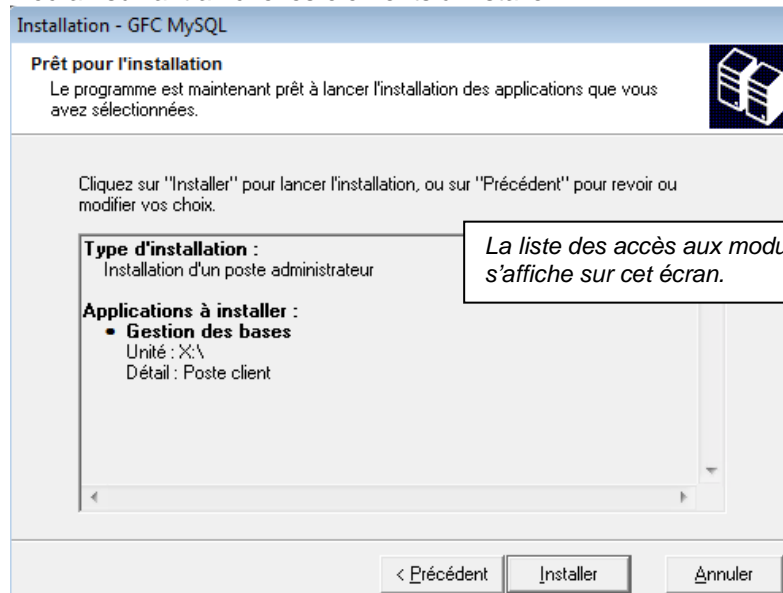 Installation - GFC MySQL
Prêt pour l'installation
Le programme est maintenant prêt à lancer l'installation des applications que vous
avez sélectionnées.
Cliquez sur "Installer" pour lancer l'installation, ou sur "Précédent" pour revoir ou
modifier vos choix.
La liste des accès aux modu
s'affiche sur cet écran.
Type d'installation :
Installation d'un poste administrateur
Applications à installer :
• Gestion des bases
Unité : X:\
Détail : Poste client
< Précédent
Installer
Annuler